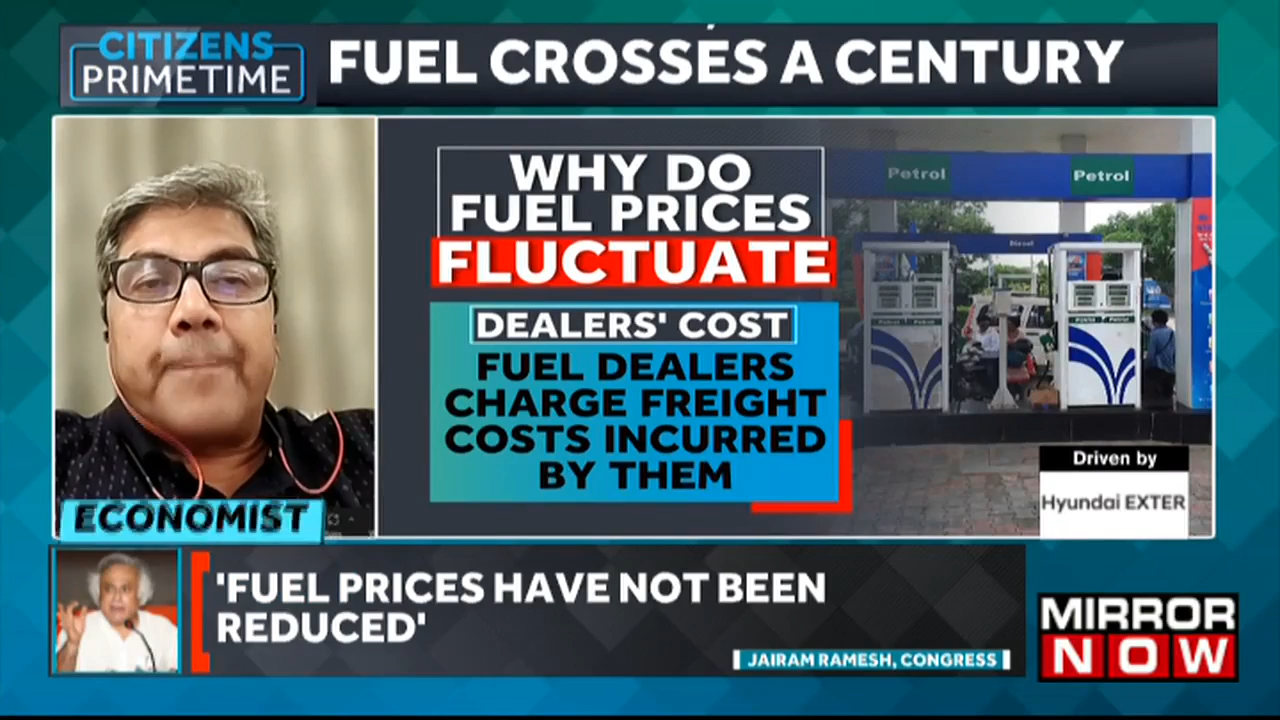 CITIZENS
PRIMETIME
FUEL CROSSES A CENTURY
WHY DO
FUEL PRICES
FLUCTUATE
DEALERS' COST
FUEL DEALERS
CHARGE FREIGHT
COSTS INCURRED
BY THEM
Petrol
Petrol
Diesel
Driven by
Hyundai EXTER
ECONOMIST
'FUEL PRICES HAVE NOT BEEN
REDUCED'
JAIRAM RAMESH, CONGRESS
MIRROR
NOW